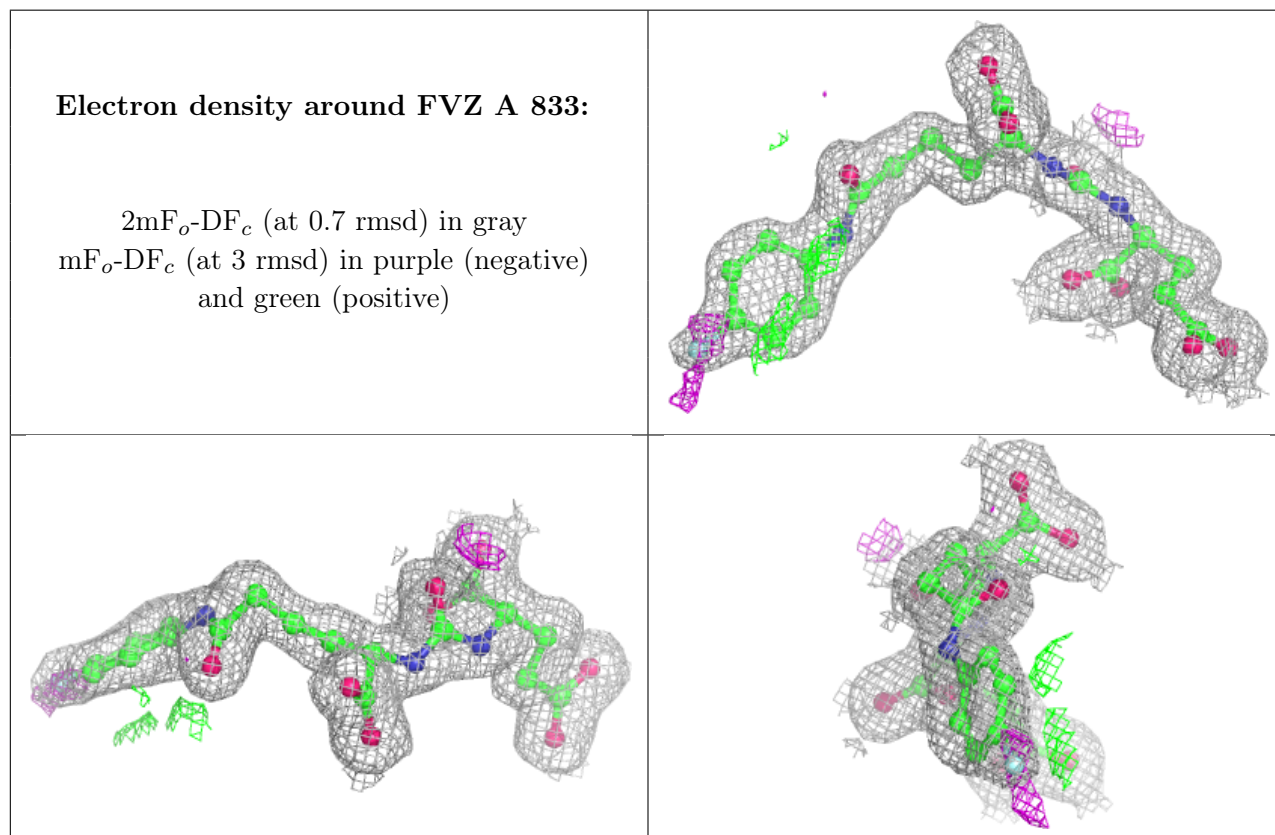 Electron density around FVZ A 833:
2mFo-DFc (at 0.7 rmsd) in gray
mFo-DFc (at 3 rmsd) in purple (negative)
and green (positive)